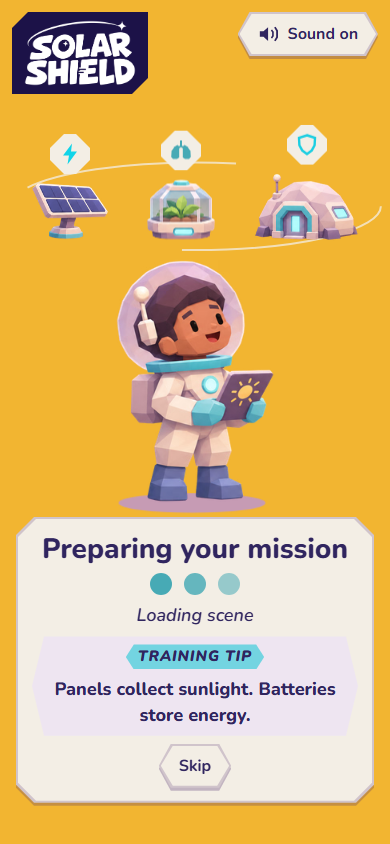 SOLAR
SHIELD
Sound on
Preparing your mission
Loading scene
TRAINING TIP
Panels collect sunlight. Batteries
store energy.
Skip